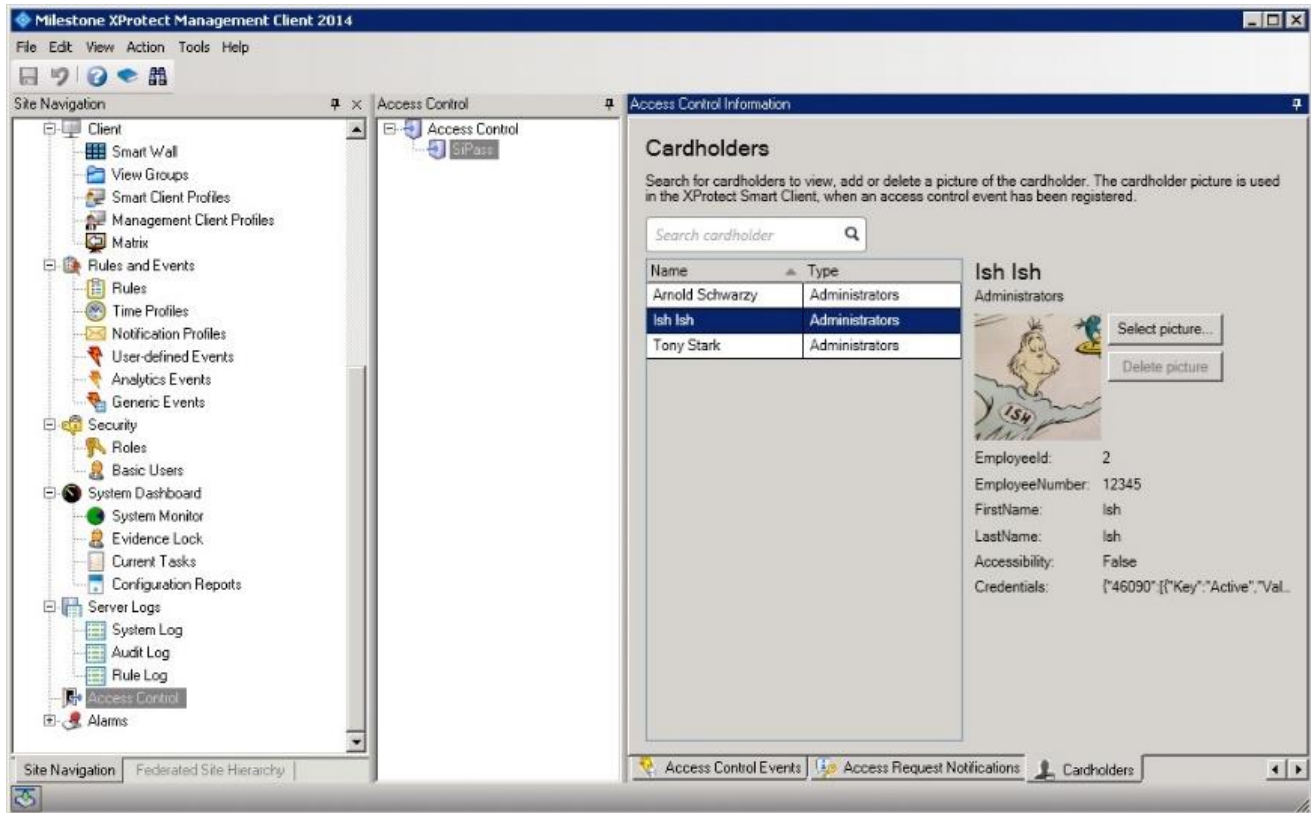 Milestone XProtect Management Client 2014
File Edit View Action Tools Help
Site Navigation
Client
Smart Wall
View Groups
Smart Client Profiles
Management Client Profiles
Matrix
Rules and Events
Rules
Time Profiles
Notification Profiles
User-defined Events
Analytics Events
Generic Events
Security
Roles
Basic Users
System Dashboard
System Monitor
Evidence Lock
Current Tasks
Configuration Reports
Server Logs
System Log
Audit Log
Rule Log
Access Control
Alarms
Site Navigation Federated Site Hierarchy
Access Control
Access Control
SiPass
Access Control Information
Cardholders
Search for cardholders to view, add or delete a picture of the cardholder. The cardholder picture is used
in the XProtect Smart Client, when an access control event has been registered.
Search cardholder
Name Type
Arnold Schwarzy Administrators
Ish Ish Administrators
Tony Stark Administrators
Ish Ish
Administrators
ISH
Select picture...
Delete picture
EmployeeId: 2
EmployeeNumber: 12345
FirstName: Ish
LastName: Ish
Accessibility: False
Credentials: {"46090":[{"Key":"Active","Val...
Access Control Events Access Request Notifications Cardholders